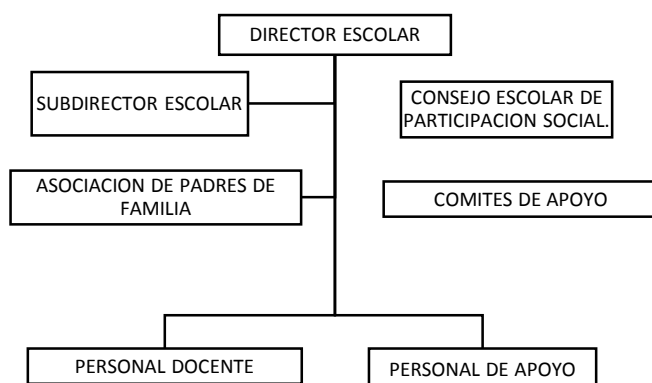 DIRECTOR ESCOLAR
SUBDIRECTOR ESCOLAR
CONSEJO ESCOLAR DE
PARTICIPACION SOCIAL.
ASOCIACION DE PADRES DE
FAMILIA
COMITES DE APOYO
PERSONAL DOCENTE
PERSONAL DE APOYO